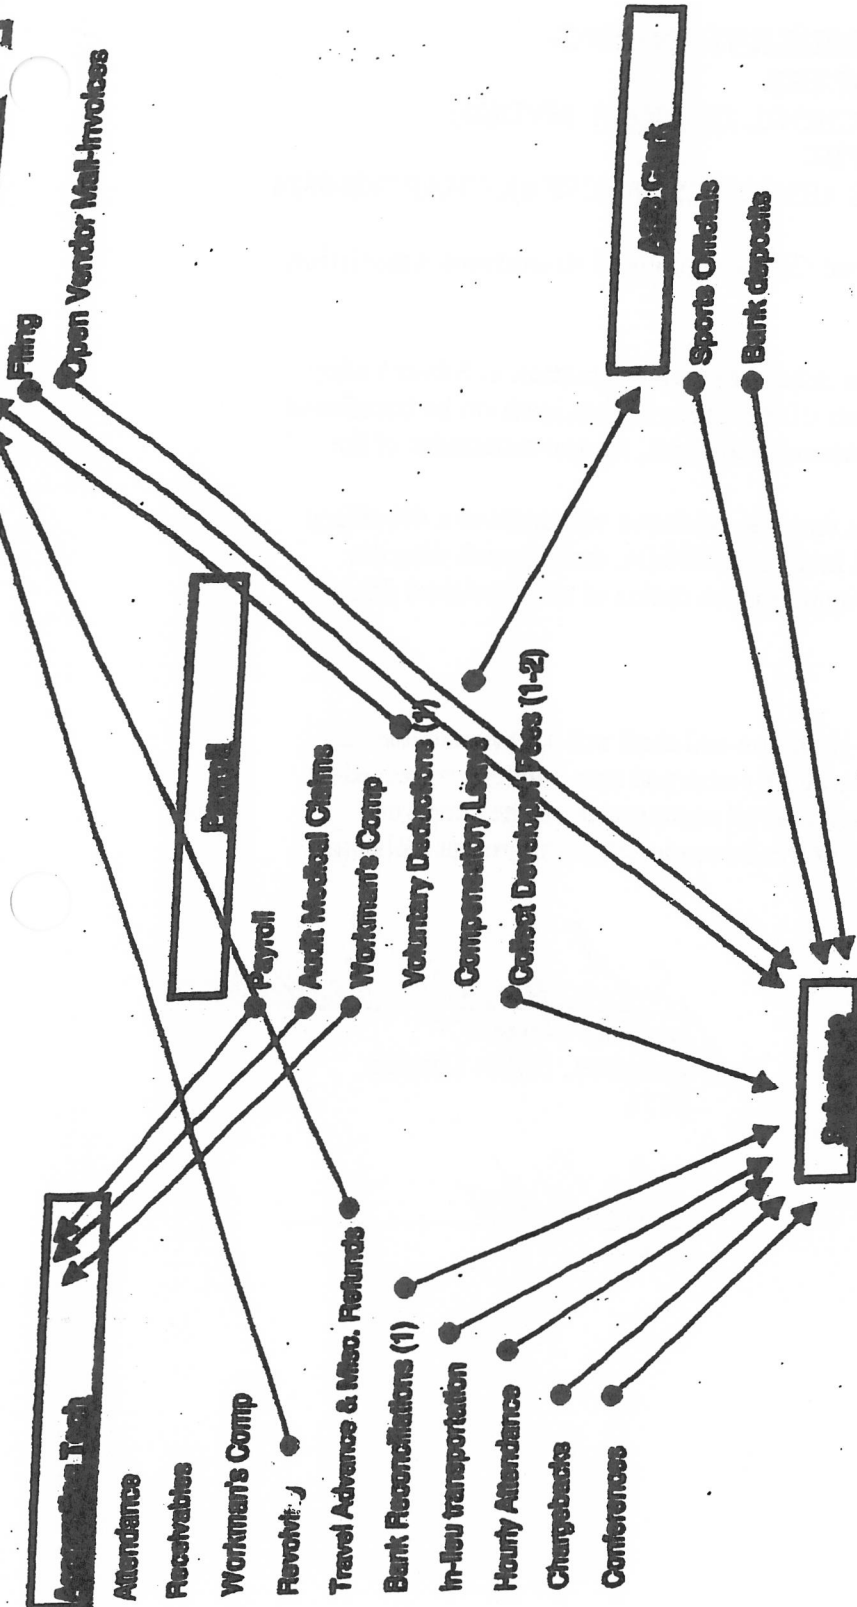 Accounting Tech
Attendance
Receivables
Workman's Comp
Travel Advance & Misc. Refunds
Bank Reconciliations (1)
In-lieu transportation
Hourly Attendance
Chargebacks
Conferences
Payroll
Payroll
Audit Medical Claims
Workman's Comp
Voluntary Deductions (1)
Compensatory Leave
Collect Developer Fees (1-2)
Filing
Open Vendor Mail-Invoices
ASB Clerk
Sports Officials
Bank deposits